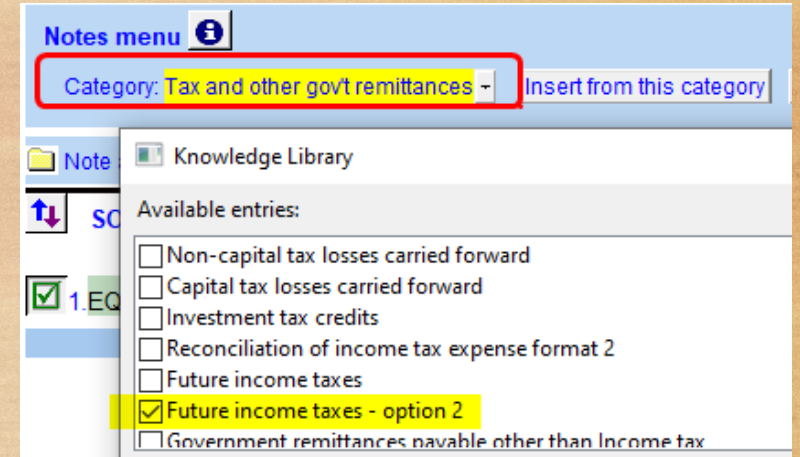 Notes menu
Category: Tax and other gov't remittances Insert from this category
Note
Knowledge Library
SC
Available entries:
Non-capital tax losses carried forward
Capital tax losses carried forward
1.EQ
Investment tax credits
Reconciliation of income tax expense format 2
Future income taxes
Future income taxes - option 2
Government remittances payable other than Income tax